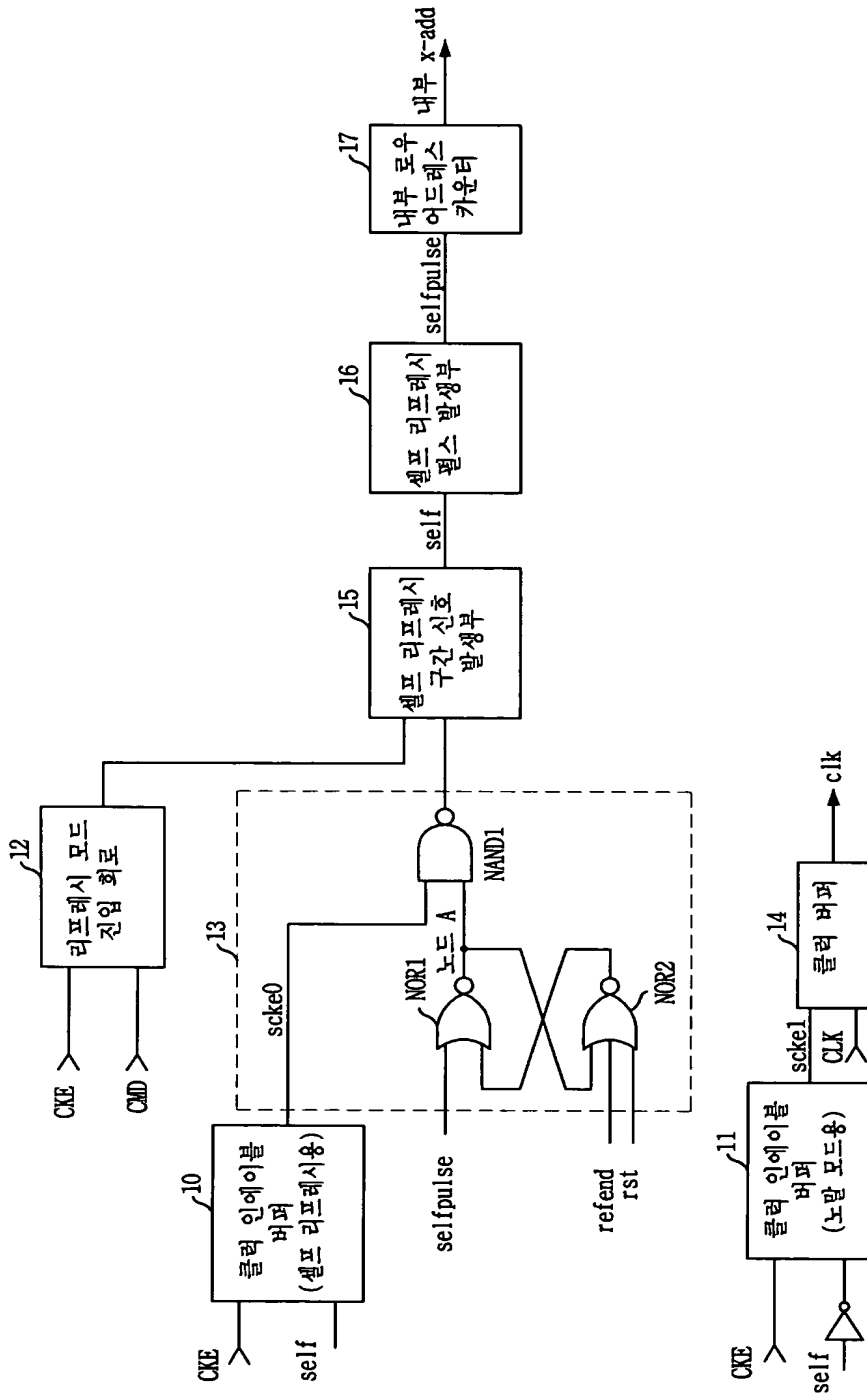 CKE
CMD
12
리프레시 모드
진입 회로
CKE
self
10
클럭 인에이블
버퍼
(셀프 리프레시용)
scke0
13
selfpulse
refend
rst
NOR1
노드 A
NOR2
NAND1
15
셀프 리프레시
구간 신호
발생부
self
16
셀프 리프레시
펄스 발생부
selfpulse
17
내부 로우
어드레스
카운터
내부 x-add
CKE
self
11
클럭 인에이블
버퍼
(노말 모드용)
scke1
CLK
14
클럭 버퍼
clk